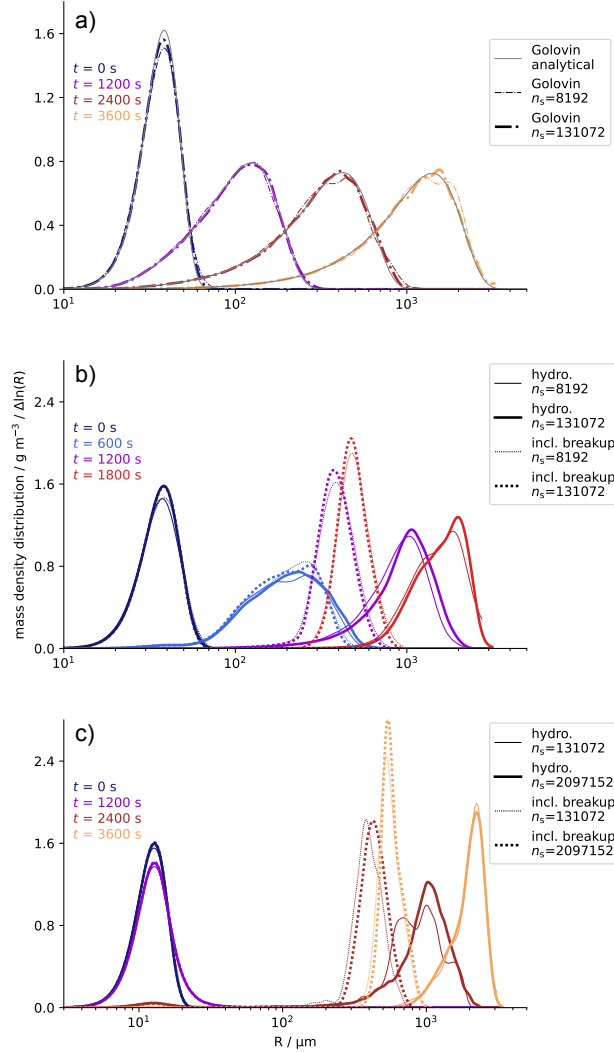 a)
1.6
1.2
0.8
0.4
0.0
t = 0 s
t = 1200 s
t = 2400 s
t = 3600 s
Golovin
analytical
Golovin
nₛ=8192
Golovin
nₛ=131072
10¹ 10² 10³
b)
2.4
1.6
0.8
0.0
mass density distribution / g m⁻³ / Δln(R)
t = 0 s
t = 600 s
t = 1200 s
t = 1800 s
hydro.
nₛ=8192
hydro.
nₛ=131072
incl. breakup
nₛ=8192
incl. breakup
nₛ=131072
10¹ 10² 10³
c)
2.4
1.6
0.8
0.0
t = 0 s
t = 1200 s
t = 2400 s
t = 3600 s
hydro.
nₛ=131072
hydro.
nₛ=2097152
incl. breakup
nₛ=131072
incl. breakup
nₛ=2097152
10¹ 10² 10³
R / μm